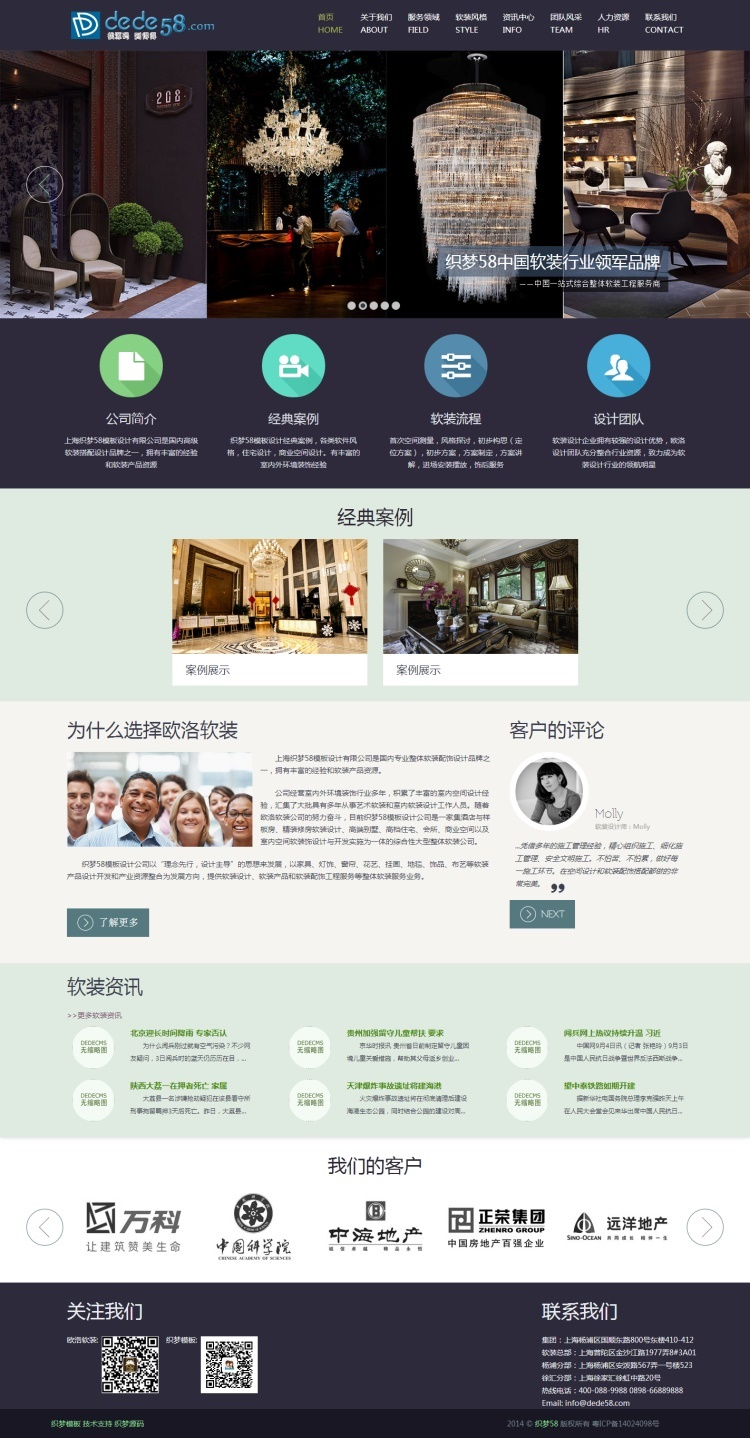 dede58.com
首页 关于我们 服务领域 软装风格 资讯中心 团队风采 人力资源 联系我们
HOME ABOUT FIELD STYLE INFO TEAM HR CONTACT
208
织梦58中国软装行业领军品牌
——中国一站式综合整体软装工程服务商
公司简介
上海织梦58模板设计有限公司是国内高级
软装搭配设计品牌之一，拥有丰富的经验
和软装产品资源
经典案例
织梦58模板设计经典案例，各类软件风
格，住宅设计，商业空间设计。有丰富的
室内外环境装饰经验
软装流程
首次空间测量，风格探讨，初步构思（定
位方案），初步方案，方案制定，方案讲
解，进场安装摆放，饰后服务
设计团队
软装设计企业拥有较强的设计优势，欧洛
设计团队充分整合行业资源，致力成为软
装设计行业的领航明星
经典案例
案例展示
案例展示
为什么选择欧洛软装
上海织梦58模板设计有限公司是国内专业整体软装配饰设计品牌之
一，拥有丰富的经验和软装产品资源。
公司经营室内外环境装饰行业多年，积累了丰富的室内空间设计经
验，汇集了大批具有多年从事艺术软装和室内软装设计工作人员。随着
欧洛软装公司的努力奋斗，目前织梦58模板设计公司是一家集酒店与样
板房、精装修房软装设计、高端别墅、高档住宅、会所、商业空间以及
室内空间软装饰设计与开发实施为一体的综合性大型整体软装公司。
织梦58模板设计公司以“理念先行，设计主导”的思想来发展，以家具、灯饰、窗帘、花艺、挂画、地毯、饰品、布艺等软装
产品设计开发和产业资源整合为发展方向，提供软装设计、软装产品和软装配饰工程服务等整体软装服务业务。
了解更多
客户的评论
Molly
软装设计师：Molly
...凭借多年的施工管理经验，精心组织施工、细化施
工管理、安全文明施工。不怕苦、不怕累，做好每
一施工环节。在空间设计和软装配饰搭配都做的非
常完美。
NEXT
软装资讯
>>更多软装资讯
DEDECMS
无缩略图
北京迎长时间降雨 专家否认
为什么阅兵刚过就有空气污染？不少网
友疑问，3日阅兵时的蓝天仍历历在目，...
DEDECMS
无缩略图
贵州加强留守儿童帮扶 要求
京华时报讯 贵州省日前制定留守儿童困
境儿童关爱措施，帮助其父母返乡创业...
DEDECMS
无缩略图
阅兵网上热议持续升温 习近
中国网9月4日讯（记者 张艳玲）9月3日
是中国人民抗日战争暨世界反法西斯战争...
DEDECMS
无缩略图
陕西大荔一在押者死亡 家属
大荔县一名涉嫌抢劫疑犯在该县看守所
刑事拘留羁押3天后死亡。昨日，大荔县...
DEDECMS
无缩略图
天津爆炸事故遗址将建海港
火灾爆炸事故遗址将在彻底清理后建设
海港生态公园，同时结合公园的建设对周...
DEDECMS
无缩略图
望中泰铁路如期开建
据新华社电国务院总理李克强昨天上午
在人民大会堂会见来华出席中国人民抗日...
我们的客户
万科
让建筑赞美生命
中国科学院
CHINESE ACADEMY OF SCIENCES
中海地产
诚信卓越 精品永恒
正荣集团
ZHENRO GROUP
中国房地产百强企业
远洋地产
SINO-OCEAN 共同成长 相伴一生
关注我们
欧洛软装: 织梦模板:
联系我们
集团：上海杨浦区国顺东路800号东楼410-412
软装总部：上海普陀区金沙江路1977弄8#3A01
杨浦分部：上海杨浦区安波路567弄一号楼523
徐汇分部：上海徐家汇徐虹中路20号
热线电话：400-088-9988 0898-66889888
Email: info@dede58.com
织梦模板 技术支持 织梦源码
2014 © 织梦58 版权所有 粤ICP备14024098号